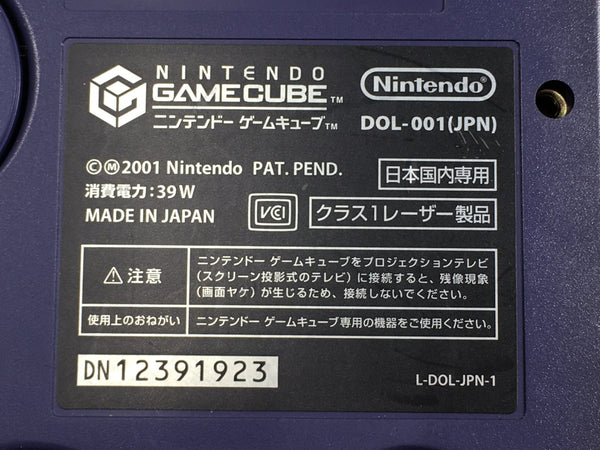 NINTENDO
GAMECUBE™
ニンテンドー ゲームキューブ™
Nintendo®
DOL-001(JPN)
©Ⓜ2001 Nintendo PAT. PEND.
消費電力：39W
MADE IN JAPAN
VCI
日本国内専用
クラス1レーザー製品
⚠注意
ニンテンドー ゲームキューブをプロジェクションテレビ
（スクリーン投影式のテレビ）に接続すると、残像現象
（画面ヤケ）が生じるため、接続しないでください。
使用上のおねがい
ニンテンドー ゲームキューブ専用の機器をご使用ください。
DN12391923
L-DOL-JPN-1